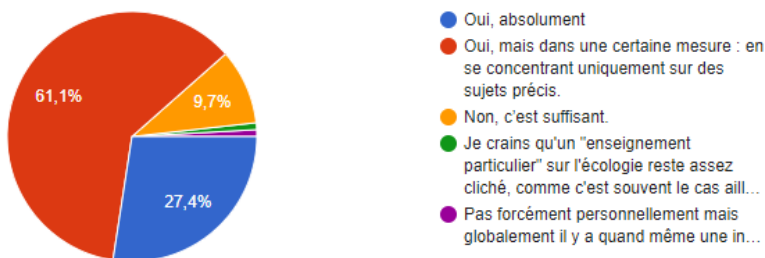 61,1%
9,7%
27,4%
Oui, absolument
Oui, mais dans une certaine mesure : en
se concentrant uniquement sur des
sujets précis.
Non, c'est suffisant.
Je crains qu'un "enseignement
particulier" sur l'écologie reste assez
cliché, comme c'est souvent le cas aill...
Pas forcément personnellement mais
globalement il y a quand même une in...